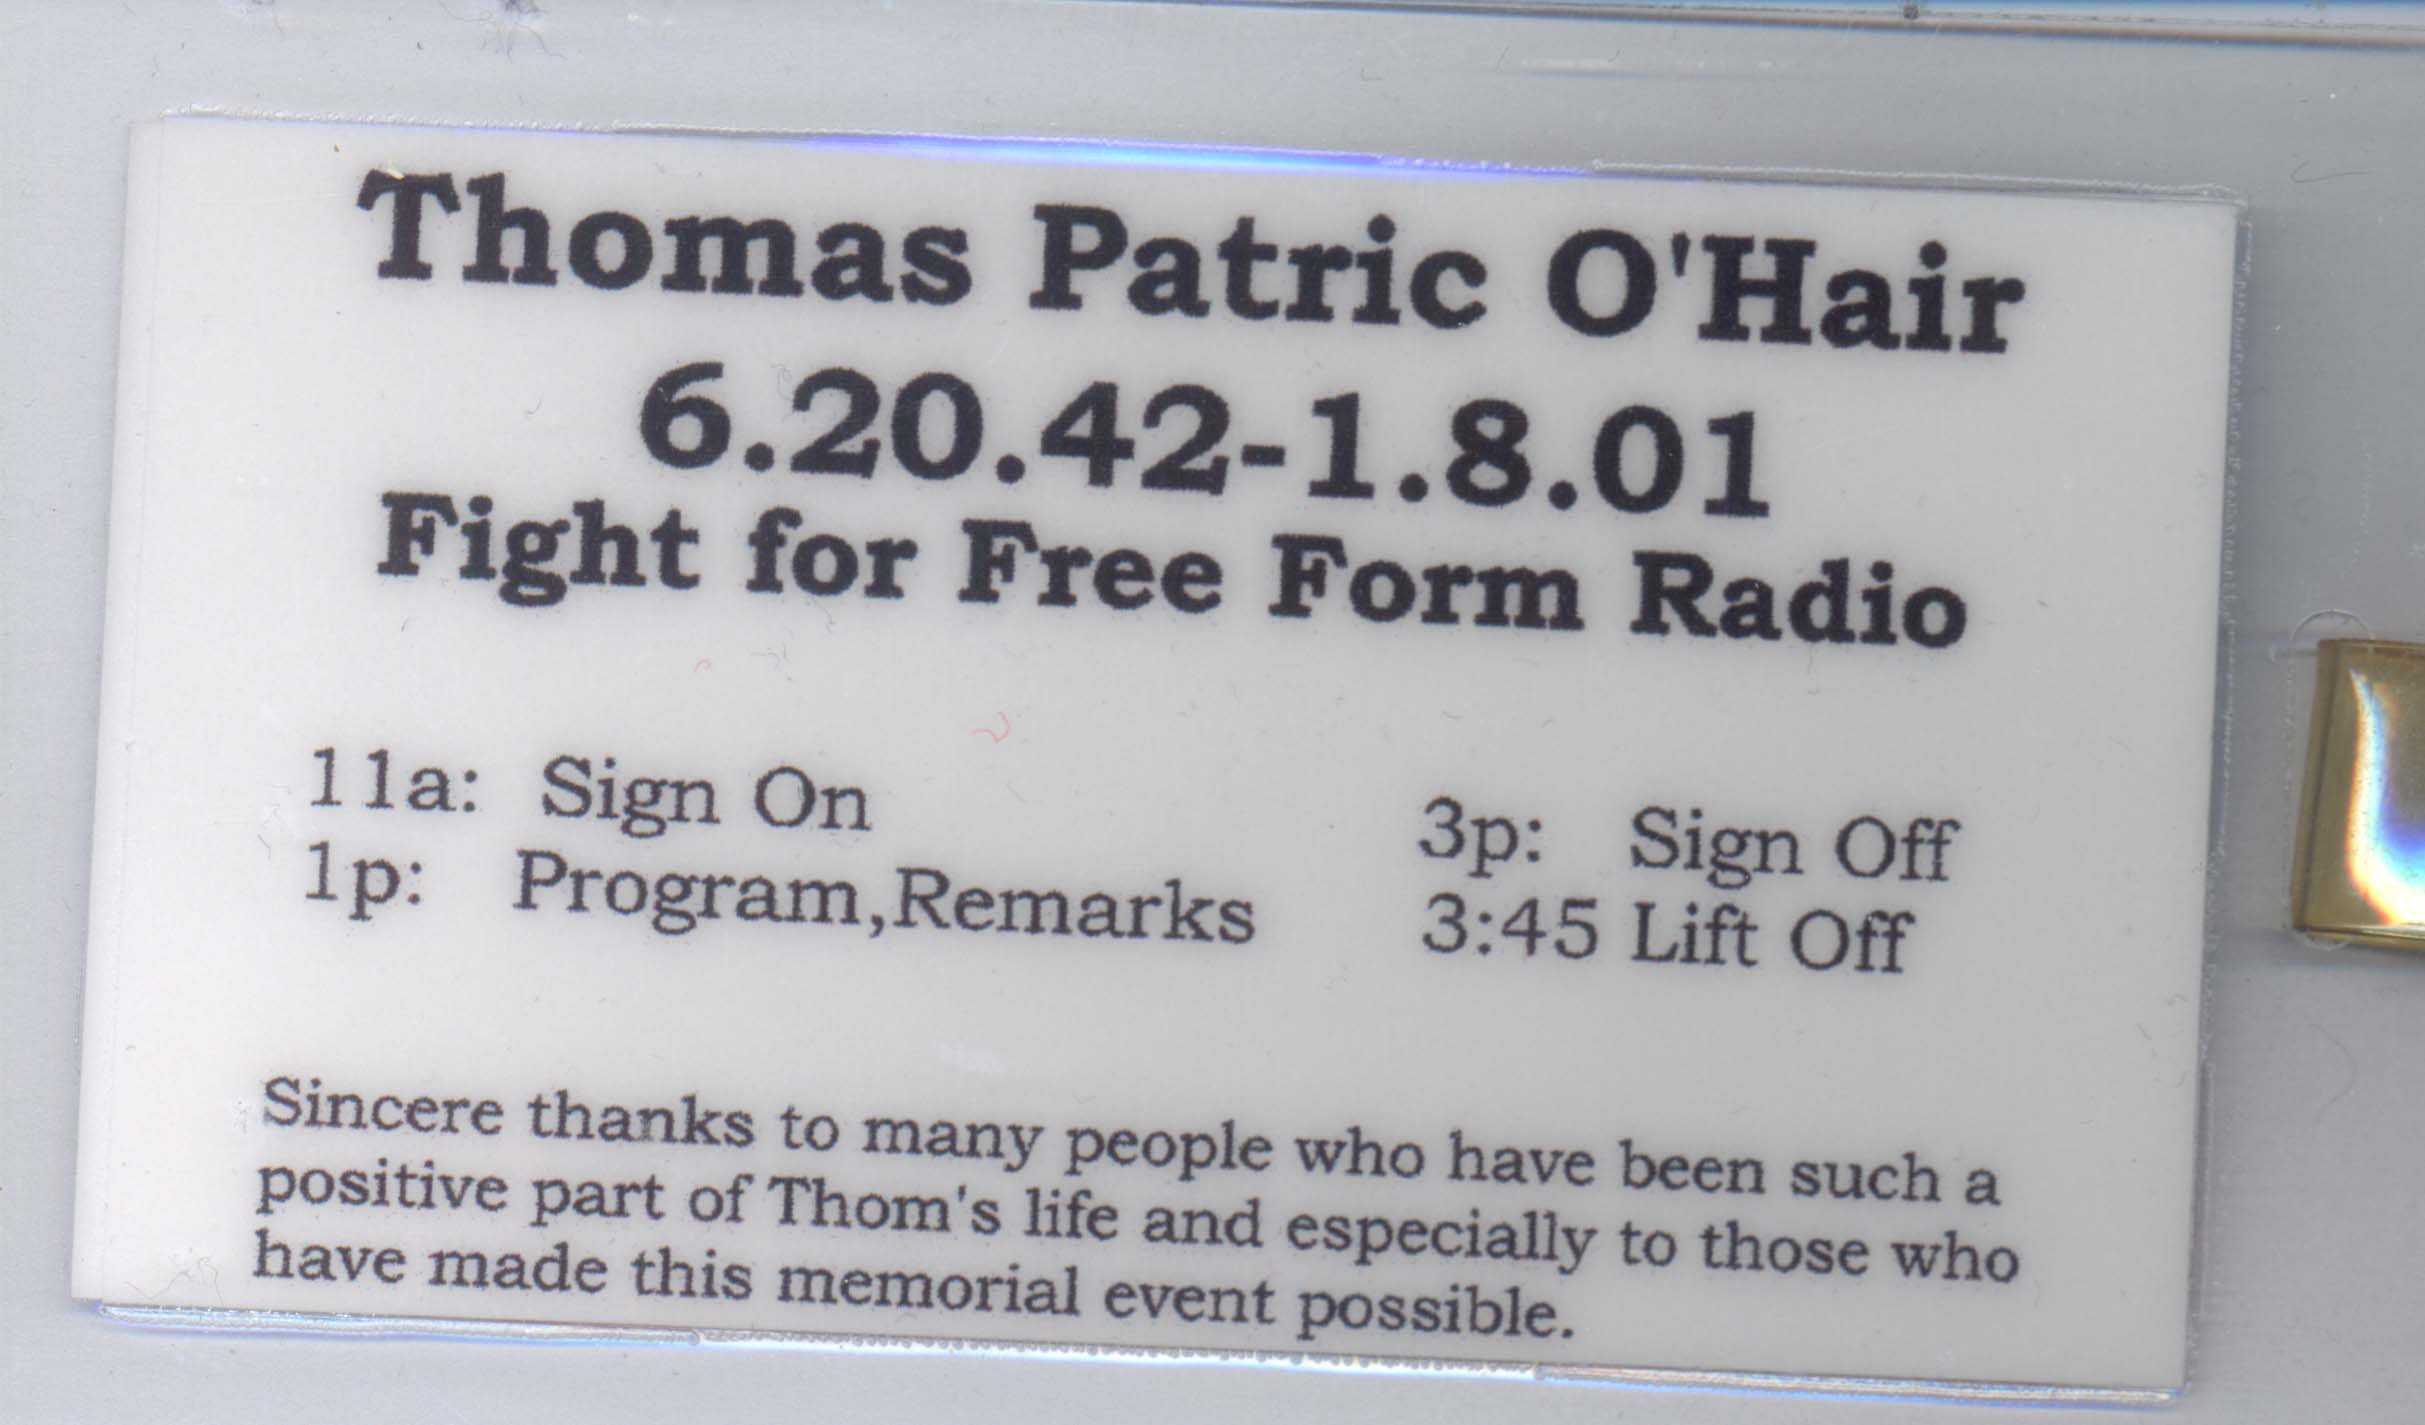 Thomas Patric O'Hair
6.20.42-1.8.01
Fight for Free Form Radio
11a: Sign On
1p: Program,Remarks
3p: Sign Off
3:45 Lift Off
Sincere thanks to many people who have been such a
positive part of Thom's life and especially to those who
have made this memorial event possible.